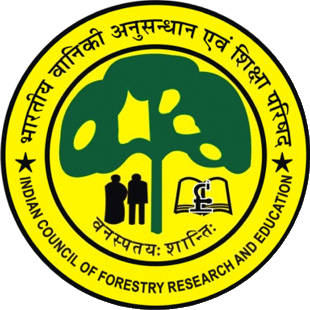 भारतीय वानिकी अनुसन्धान एवं शिक्षा परिषद
वनस्पतयः शान्तिः
INDIAN COUNCIL OF FORESTRY RESEARCH AND EDUCATION